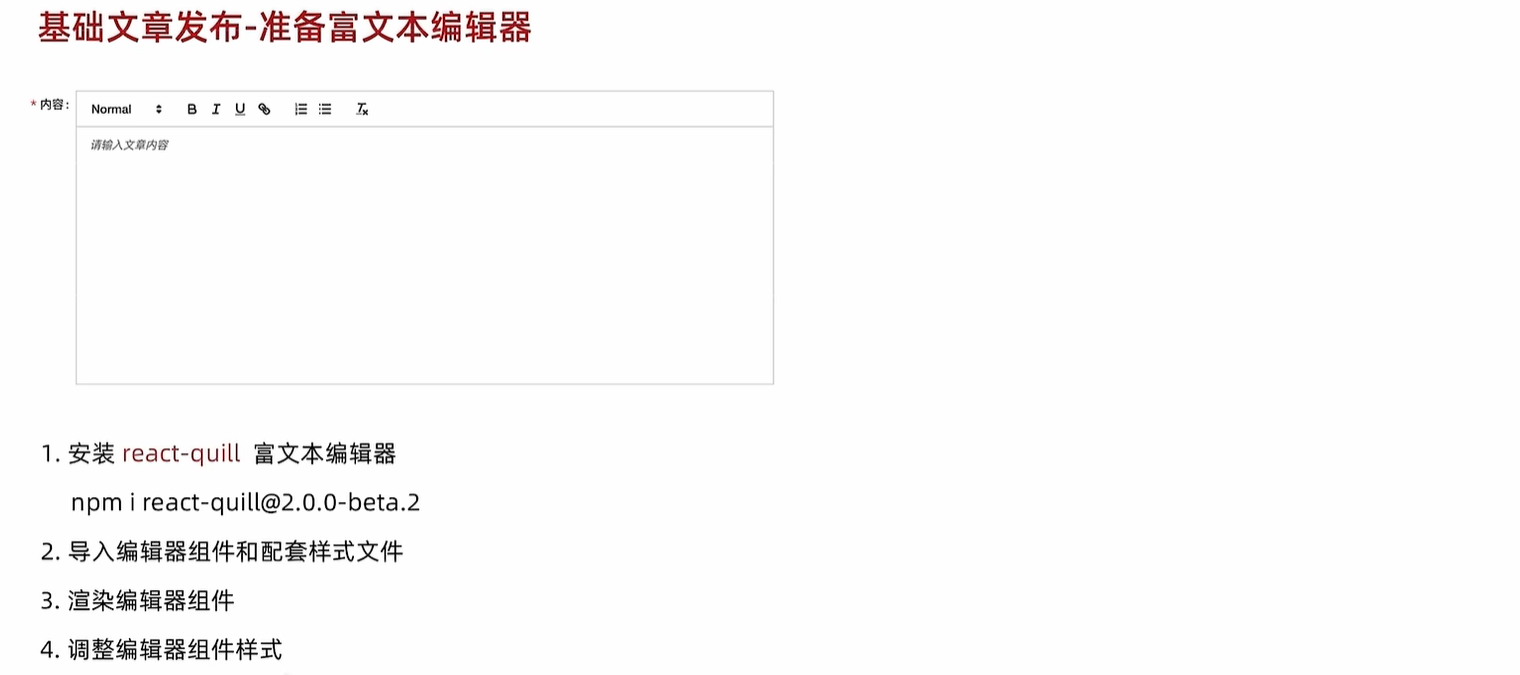 基础文章发布-准备富文本编辑器
* 内容:
Normal B I U Tx
请输入文章内容
1. 安装 react-quill 富文本编辑器
npm i react-quill@2.0.0-beta.2
2. 导入编辑器组件和配套样式文件
3. 渲染编辑器组件
4. 调整编辑器组件样式